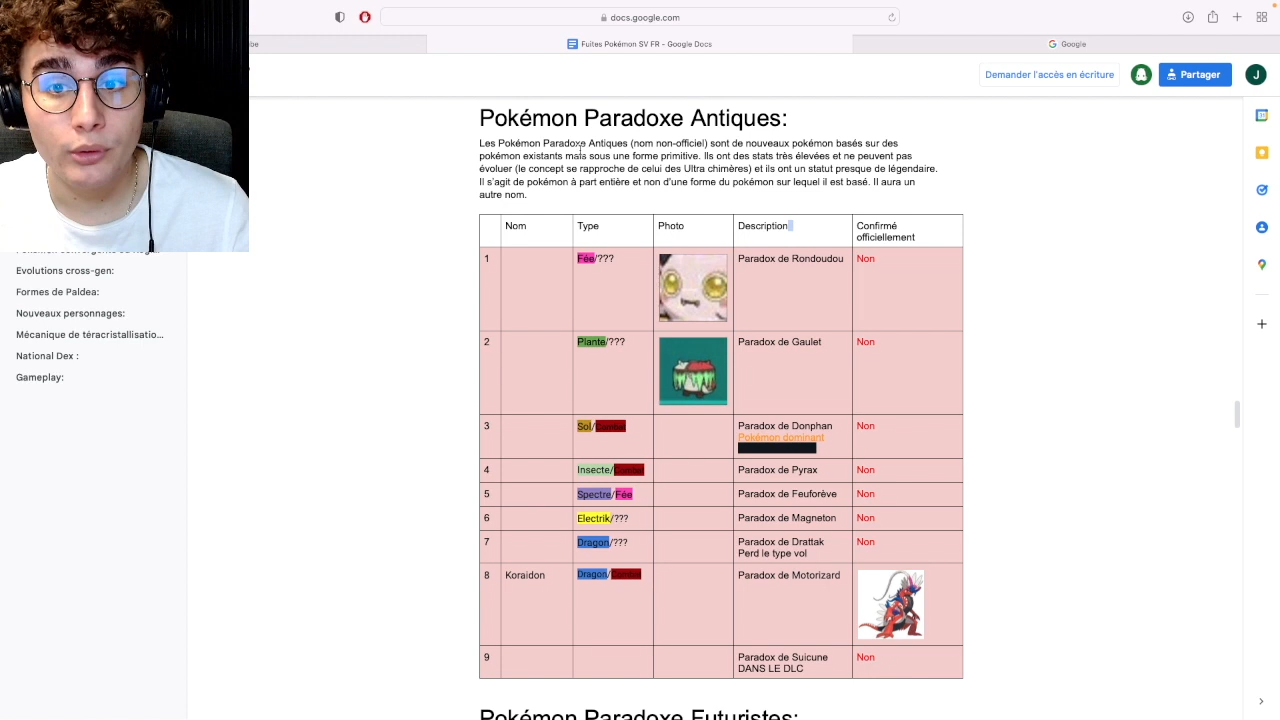 docs.google.com
be
Fuites Pokémon SV FR - Google Docs
Google
Demander l'accès en écriture
Partager
J
Evolutions cross-gen:
Formes de Paldea:
Nouveaux personnages:
Mécanique de téracristallisatio...
National Dex :
Gameplay:
Pokémon Paradoxe Antiques:
Les Pokémon Paradoxe Antiques (nom non-officiel) sont de nouveaux pokémon basés sur des
pokémon existants mais sous une forme primitive. Ils ont des stats très élevées et ne peuvent pas
évoluer (le concept se rapproche de celui des Ultra chimères) et ils ont un statut presque de légendaire.
Il s'agit de pokémon à part entière et non d'une forme du pokémon sur lequel il est basé. Il aura un
autre nom.
Nom Type Photo Description Confirmé
officiellement
1 Fée/??? Paradox de Rondoudou Non
2 Plante/??? Paradox de Gaulet Non
3 Sol/Combat Paradox de Donphan Non
Pokémon dominant
4 Insecte/Combat Paradox de Pyrax Non
5 Spectre/Fée Paradox de Feuforève Non
6 Electrik/??? Paradox de Magneton Non
7 Dragon/??? Paradox de Drattak Non
Perd le type vol
8 Koraidon Dragon/Combat Paradox de Motorizard
9 Paradox de Suicune Non
DANS LE DLC
Pokémon Paradoxe Futuristes: